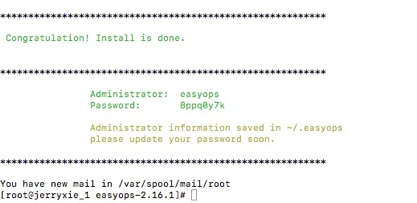 *******************************************************
Congratulation! Install is done.
*******************************************************
Administrator: easyops
Password: 8ppq0y7k
Administrator information saved in ~/.easyops
please update your password soon.
*******************************************************
You have new mail in /var/spool/mail/root
[root@jerryxie_1 easyops-2.16.1]#